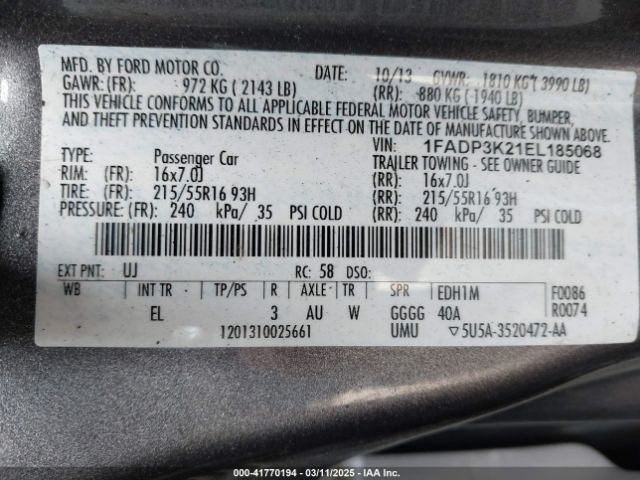 MFD. BY FORD MOTOR CO.
DATE: 10/13 GVWR: 1810 KG ( 3990 LB)
GAWR:(FR): 972 KG ( 2143 LB) (RR): 880 KG ( 1940 LB)
THIS VEHICLE CONFORMS TO ALL APPLICABLE FEDERAL MOTOR VEHICLE SAFETY, BUMPER,
AND THEFT PREVENTION STANDARDS IN EFFECT ON THE DATE OF MANUFACTURE SHOWN ABOVE.
VIN: 1FADP3K21EL185068
TYPE: Passenger Car TRAILER TOWING - SEE OWNER GUIDE
RIM: (FR): 16x7.0J (RR): 16x7.0J
TIRE: (FR): 215/55R16 93H (RR): 215/55R16 93H
PRESSURE: (FR): 240 kPa/ 35 PSI COLD (RR): 240 kPa/ 35 PSI COLD
EXT PNT: UJ RC: 58 DSO:
WB INT TR TP/PS R AXLE TR SPR EDH1M F0086
EL 3 AU W GGGG 40A R0074
1201310025661 UMU ▽5U5A-3520472-AA
000-41770194 - 03/11/2025 - IAA Inc.